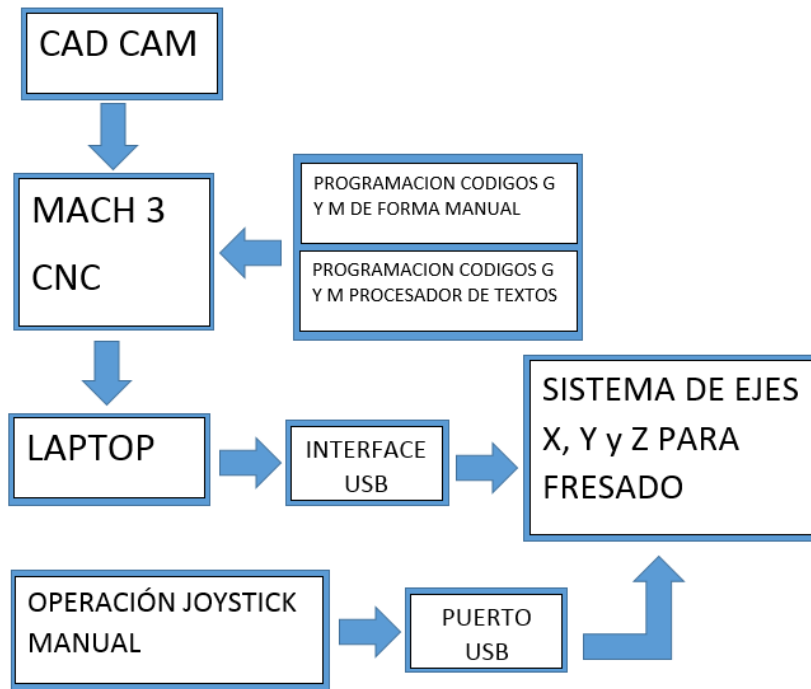 CAD CAM
MACH 3
CNC
PROGRAMACION CODIGOS G
Y M DE FORMA MANUAL
PROGRAMACION CODIGOS G
Y M PROCESADOR DE TEXTOS
LAPTOP
INTERFACE
USB
SISTEMA DE EJES
X, Y y Z PARA
FRESADO
OPERACIÓN JOYSTICK
MANUAL
PUERTO
USB